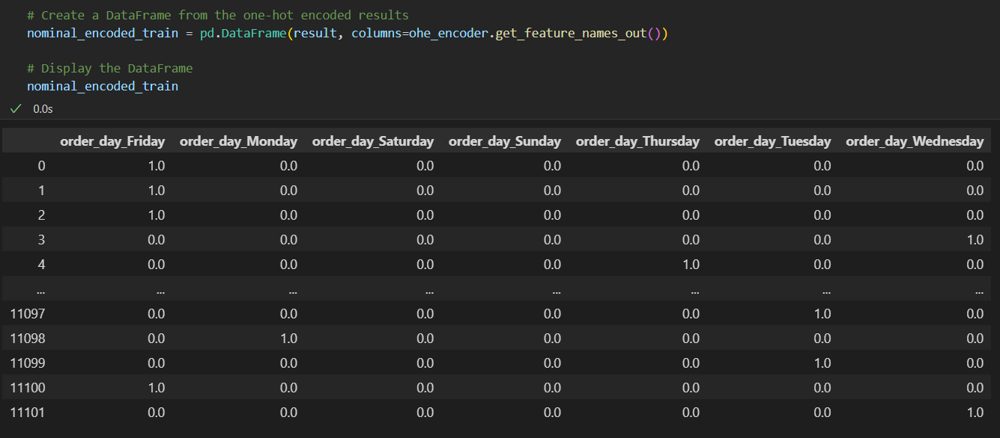 # Create a DataFrame from the one-hot encoded results
nominal_encoded_train = pd.DataFrame(result, columns=ohe_encoder.get_feature_names_out())
# Display the DataFrame
nominal_encoded_train
✓ 0.0s
order_day_Friday order_day_Monday order_day_Saturday order_day_Sunday order_day_Thursday order_day_Tuesday order_day_Wednesday
0 1.0 0.0 0.0 0.0 0.0 0.0 0.0
1 1.0 0.0 0.0 0.0 0.0 0.0 0.0
2 1.0 0.0 0.0 0.0 0.0 0.0 0.0
3 0.0 0.0 0.0 0.0 0.0 0.0 1.0
4 0.0 0.0 0.0 0.0 1.0 0.0 0.0
... ... ... ... ... ... ... ...
11097 0.0 0.0 0.0 0.0 0.0 1.0 0.0
11098 0.0 1.0 0.0 0.0 0.0 0.0 0.0
11099 0.0 0.0 0.0 0.0 0.0 1.0 0.0
11100 1.0 0.0 0.0 0.0 0.0 0.0 0.0
11101 0.0 0.0 0.0 0.0 0.0 0.0 1.0